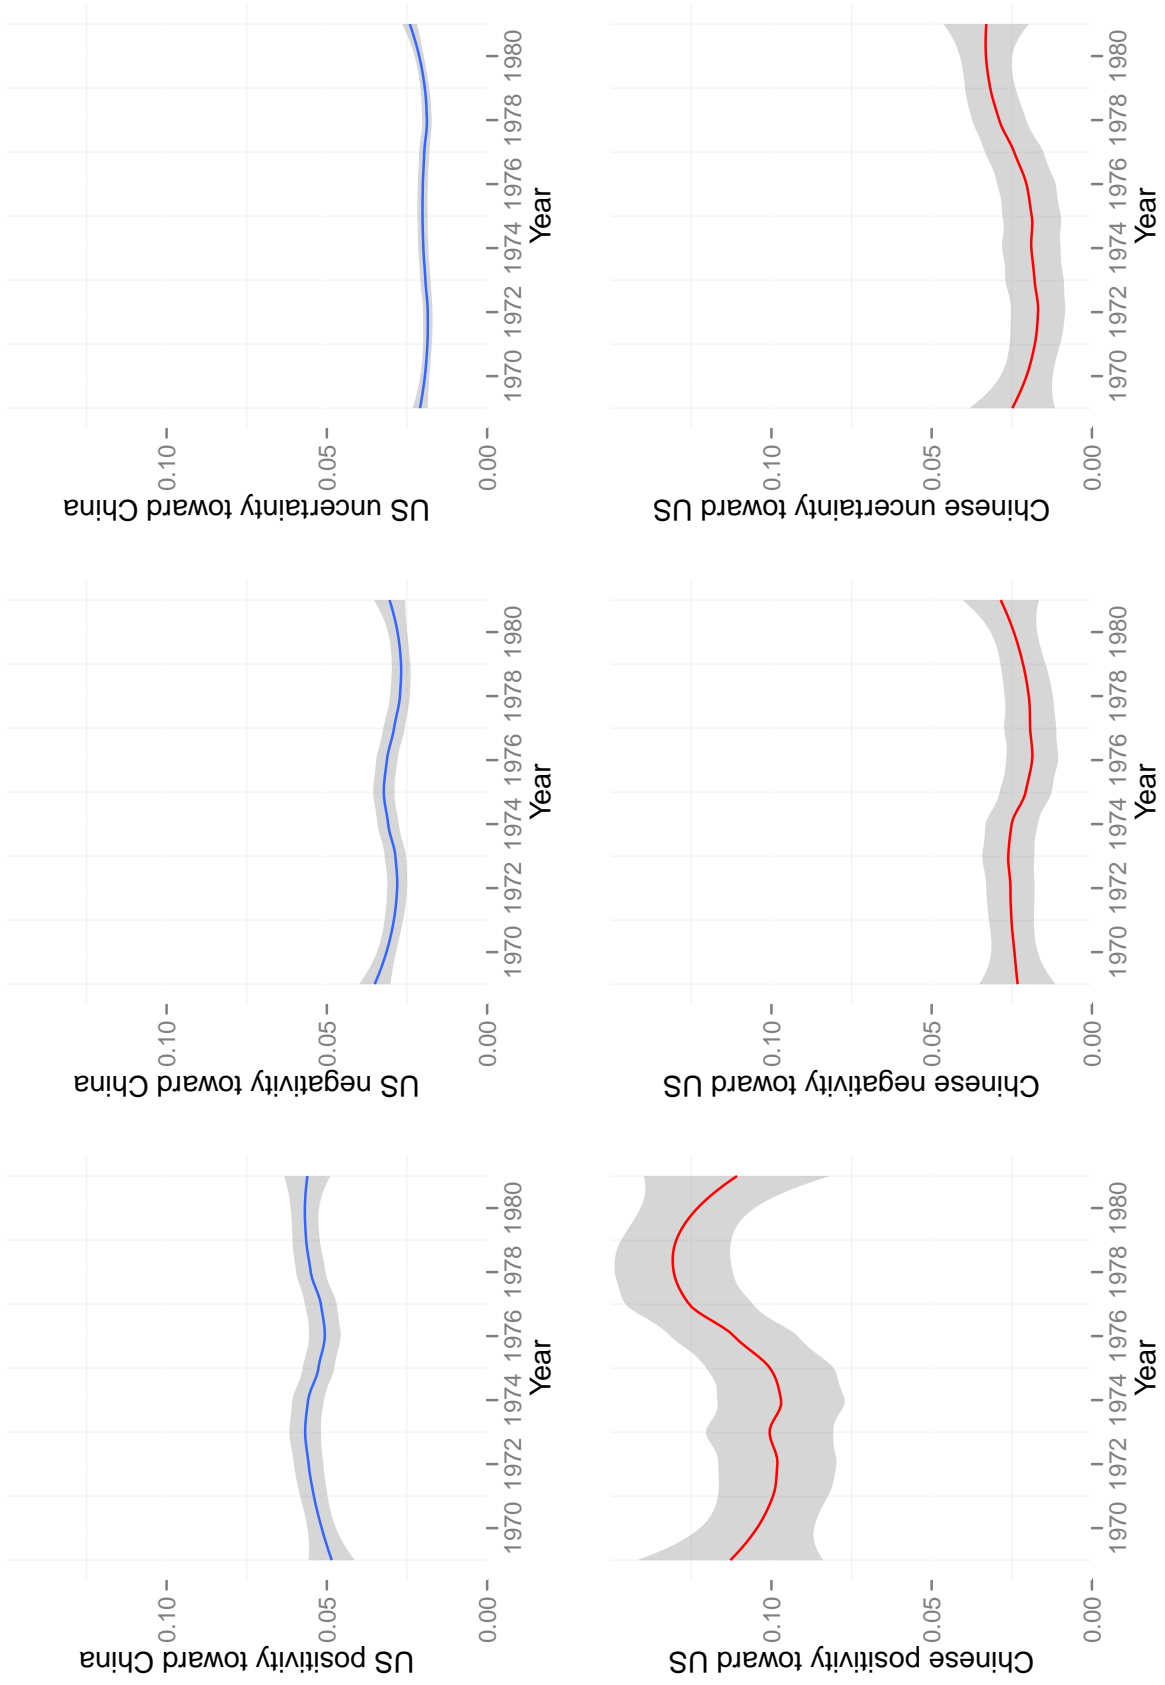 US positivity toward China
0.10
0.05
0.00
1970 1972 1974 1976 1978 1980
Year
US negativity toward China
0.10
0.05
0.00
1970 1972 1974 1976 1978 1980
Year
US uncertainty toward China
0.10
0.05
0.00
1970 1972 1974 1976 1978 1980
Year
Chinese positivity toward US
0.10
0.05
0.00
1970 1972 1974 1976 1978 1980
Year
Chinese negativity toward US
0.10
0.05
0.00
1970 1972 1974 1976 1978 1980
Year
Chinese uncertainty toward US
0.10
0.05
0.00
1970 1972 1974 1976 1978 1980
Year